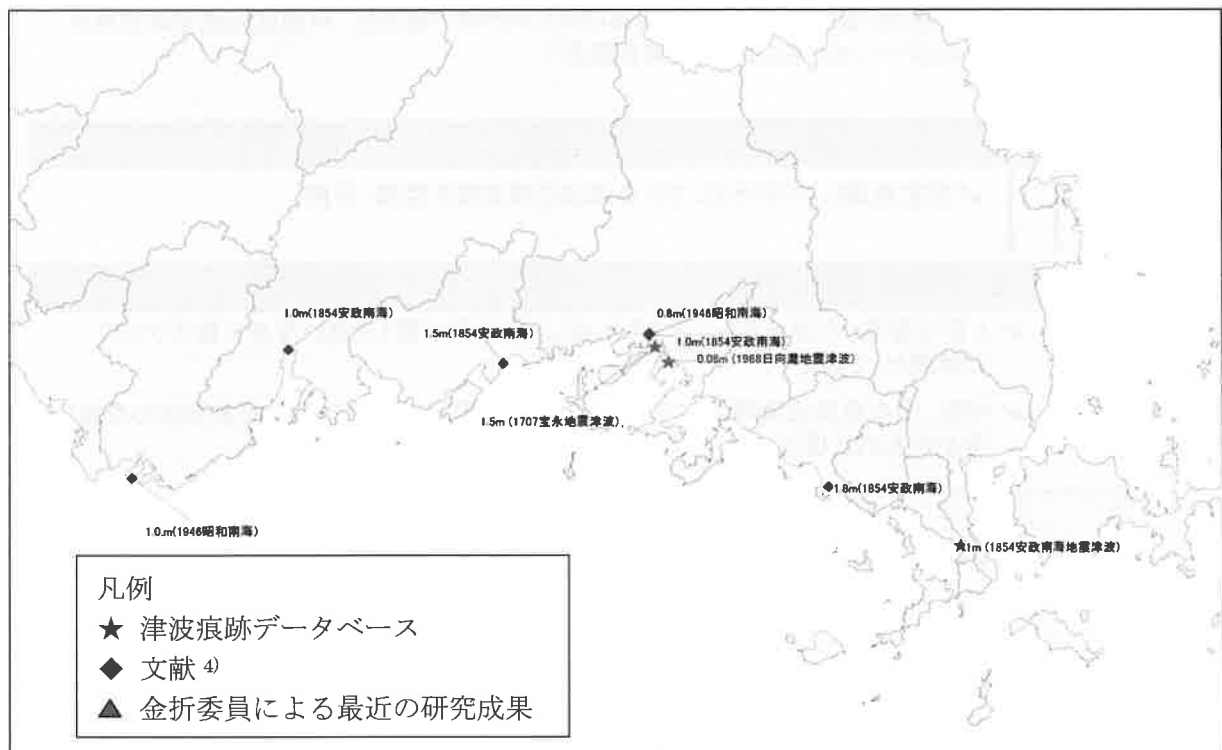 1.0m(1854安政南海)
1.5m(1854安政南海)
0.8m(1946昭和南海)
1.0m(1854安政南海)
0.08m (1968日向灘地震津波)
1.5m (1707宝永地震津波)
1.8m(1854安政南海)
1m (1854安政南海地震津波)
1.0.m(1946昭和南海)
凡例
★ 津波痕跡データベース
◆ 文献 4)
▲ 金折委員による最近の研究成果